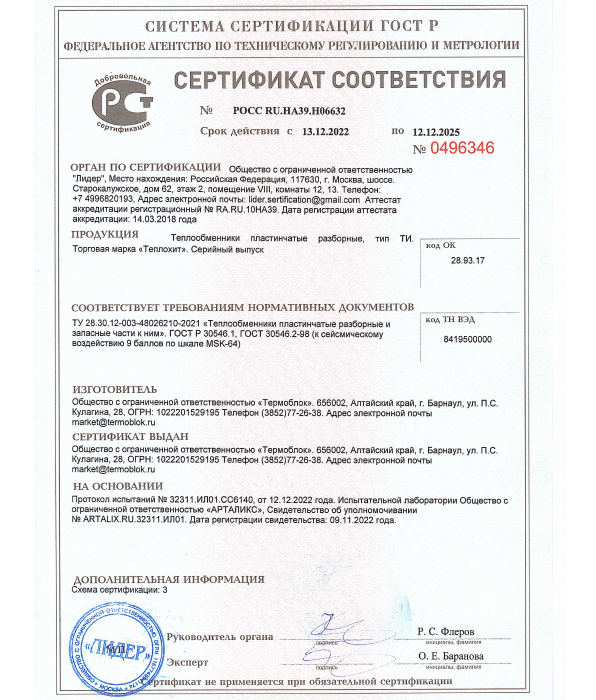 СИСТЕМА СЕРТИФИКАЦИИ ГОСТ Р
ФЕДЕРАЛЬНОЕ АГЕНТСТВО ПО ТЕХНИЧЕСКОМУ РЕГУЛИРОВАНИЮ И МЕТРОЛОГИИ
Добровольная
сертификация
СЕРТИФИКАТ СООТВЕТСТВИЯ
№ РОСС RU.НА39.Н06632
Срок действия с 13.12.2022 по 12.12.2025
№ 0496346
ОРГАН ПО СЕРТИФИКАЦИИ Общество с ограниченной ответственностью
"Лидер", Место нахождения: Российская Федерация, 117630, г. Москва, шоссе.
Старокалужское, дом 62, этаж 2, помещение VIII, комнаты 12, 13. Телефон:
+7 4996820193, Адрес электронной почты: lider.sertification@gmail.com Аттестат
аккредитации регистрационный № RA.RU.10НА39. Дата регистрации аттестата
аккредитации: 14.03.2018 года
ПРОДУКЦИЯ Теплообменники пластинчатые разборные, тип ТИ.
Торговая марка «Теплохит». Серийный выпуск
код ОК
28.93.17
СООТВЕТСТВУЕТ ТРЕБОВАНИЯМ НОРМАТИВНЫХ ДОКУМЕНТОВ
ТУ 28.30.12-003-48026210-2021 «Теплообменники пластинчатые разборные и
запасные части к ним». ГОСТ Р 30546.1, ГОСТ 30546.2-98 (к сейсмическому
воздействию 9 баллов по шкале MSK-64)
код ТН ВЭД
8419500000
ИЗГОТОВИТЕЛЬ
Общество с ограниченной ответственностью «Термоблок». 656002, Алтайский край, г. Барнаул, ул. П.С.
Кулагина, 28, ОГРН: 1022201529195 Телефон (3852)77-26-38. Адрес электронной почты
market@termoblok.ru
СЕРТИФИКАТ ВЫДАН
Общество с ограниченной ответственностью «Термоблок». 656002, Алтайский край, г. Барнаул, ул. П.С.
Кулагина, 28, ОГРН: 1022201529195 Телефон (3852)77-26-38. Адрес электронной почты
market@termoblok.ru
НА ОСНОВАНИИ
Протокол испытаний № 32311.ИЛ01.СС6140, от 12.12.2022 года. Испытательной лаборатории Общество с
ограниченной ответственностью «АРТАЛИКС», Свидетельство об уполномочивании
№ ARTALIX.RU.32311.ИЛ01. Дата регистрации свидетельства: 09.11.2022 года.
ДОПОЛНИТЕЛЬНАЯ ИНФОРМАЦИЯ
Схема сертификации: 3
«ЛИДЕР»
М.П.
МОСКВА
Руководитель органа
подпись
Р. С. Флеров
инициалы, фамилия
Эксперт
подпись
О. Е. Баранова
инициалы, фамилия
Сертификат не применяется при обязательной сертификации